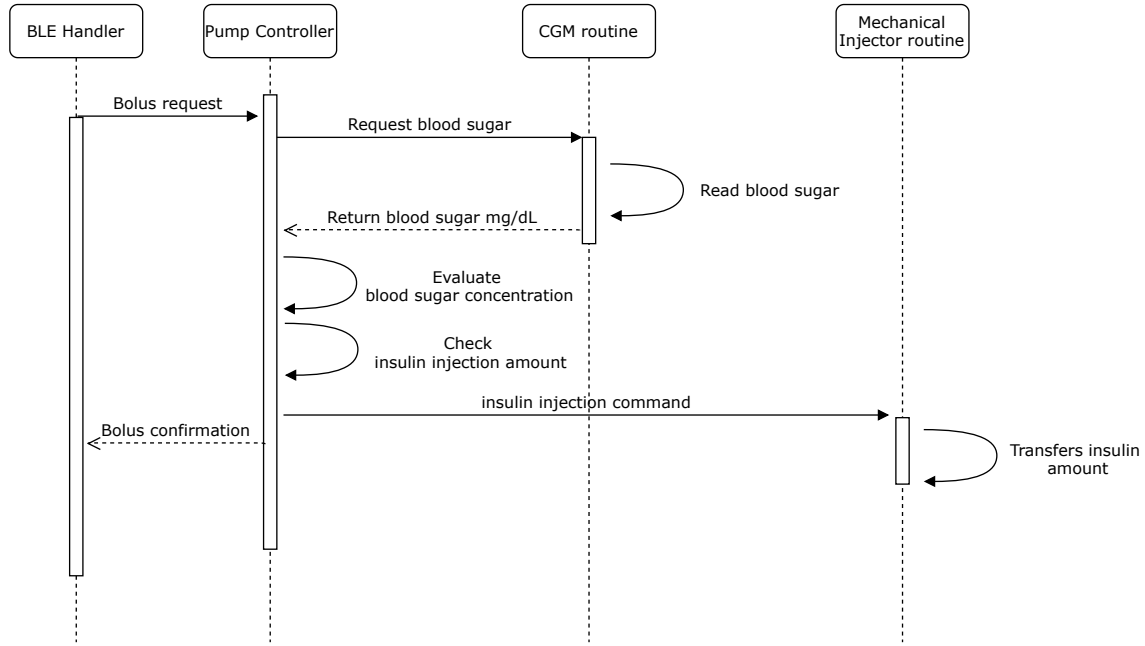 BLE Handler
Pump Controller
CGM routine
Mechanical
Injector routine
Bolus request
Request blood sugar
Read blood sugar
Return blood sugar mg/dL
Evaluate
blood sugar concentration
Check
insulin injection amount
insulin injection command
Bolus confirmation
Transfers insulin
amount